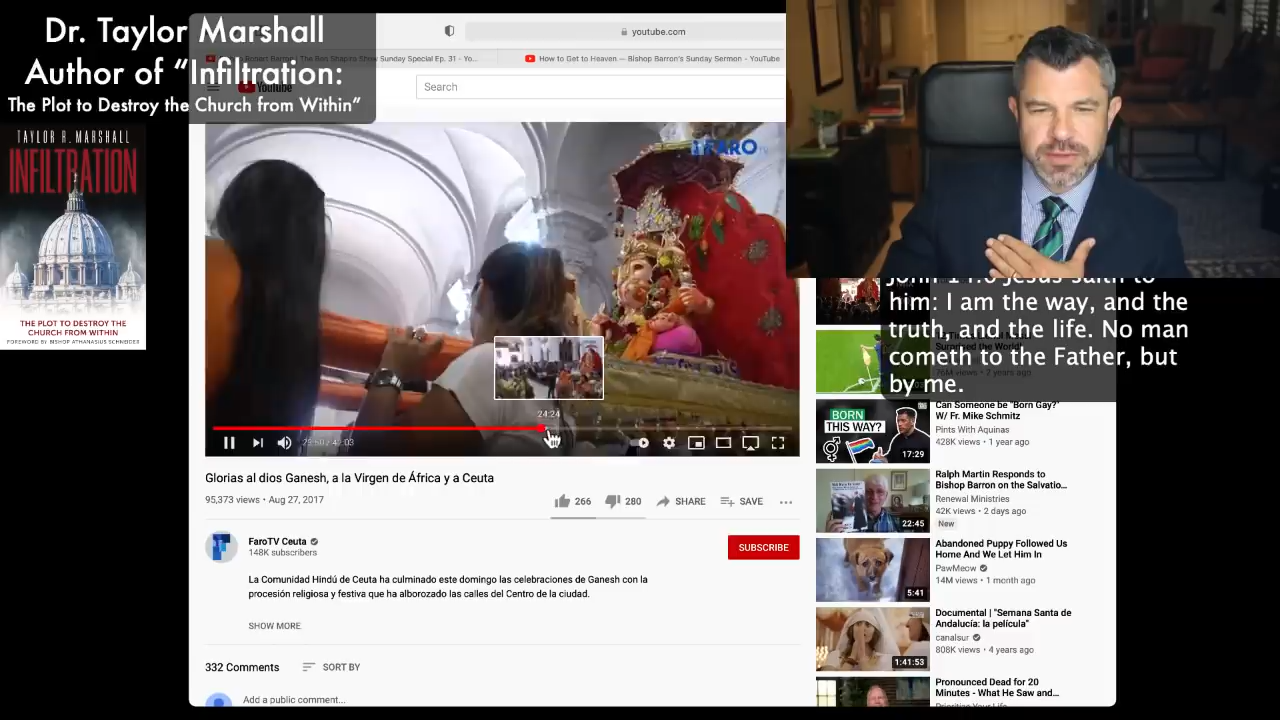 Dr. Taylor Marshall
Author of “Infiltration:
The Plot to Destroy the Church from Within”
TAYLOR R. MARSHALL
INFILTRATION
THE PLOT TO DESTROY THE
CHURCH FROM WITHIN
FOREWORD BY BISHOP ATHANASIUS SCHNEIDER
youtube.com
Show Sunday Special Ep. 31 - Yo...
How to Get to Heaven — Bishop Barron's Sunday Sermon - YouTube
YouTube
Search
FARO TV
24:24
Glorias al dios Ganesh, a la Virgen de África y a Ceuta
95,373 views • Aug 27, 2017
266
280
SHARE
SAVE
FaroTV Ceuta
148K subscribers
SUBSCRIBE
La Comunidad Hindú de Ceuta ha culminado este domingo las celebraciones de Ganesh con la
procesión religiosa y festiva que ha alborozado las calles del Centro de la ciudad.
SHOW MORE
332 Comments
SORT BY
Add a public comment...
John 14:6 Jesus saith to
him: I am the way, and the
truth, and the life. No man
cometh to the Father, but
by me.
BORN
THIS WAY?
17:29
Can Someone be "Born Gay?"
W/ Fr. Mike Schmitz
Pints With Aquinas
428K views • 1 year ago
22:45
Ralph Martin Responds to
Bishop Barron on the Salvatio...
Renewal Ministries
42K views • 2 days ago
New
5:41
Abandoned Puppy Followed Us
Home And We Let Him In
PawMeow
14M views • 1 month ago
1:41:53
Documental | "Semana Santa de
Andalucía: la película"
canalsur
808K views • 4 years ago
Pronounced Dead for 20
Minutes - What He Saw and...